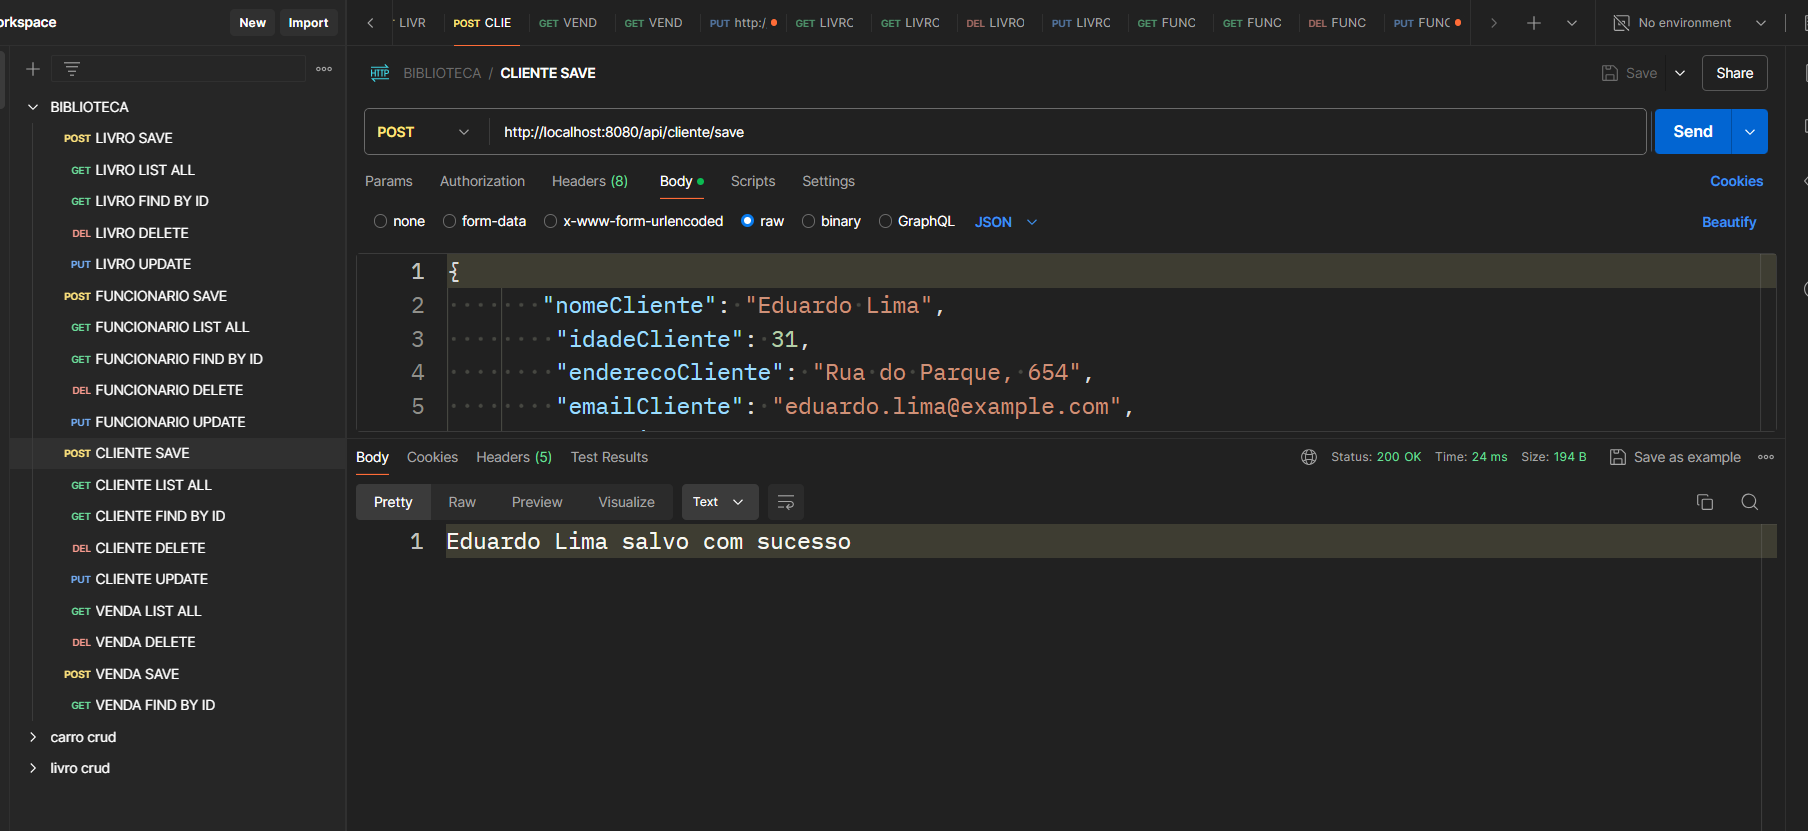 orkspace
New
Import
LIVR
POST CLIE
GET VEND
GET VEND
PUT http:/
GET LIVRC
GET LIVRC
DEL LIVRO
PUT LIVRC
GET FUNC
GET FUNC
DEL FUNC
PUT FUNC
No environment
BIBLIOTECA
POST LIVRO SAVE
GET LIVRO LIST ALL
GET LIVRO FIND BY ID
DEL LIVRO DELETE
PUT LIVRO UPDATE
POST FUNCIONARIO SAVE
GET FUNCIONARIO LIST ALL
GET FUNCIONARIO FIND BY ID
DEL FUNCIONARIO DELETE
PUT FUNCIONARIO UPDATE
POST CLIENTE SAVE
GET CLIENTE LIST ALL
GET CLIENTE FIND BY ID
DEL CLIENTE DELETE
PUT CLIENTE UPDATE
GET VENDA LIST ALL
DEL VENDA DELETE
POST VENDA SAVE
GET VENDA FIND BY ID
carro crud
livro crud
HTTP BIBLIOTECA / CLIENTE SAVE
Save
Share
POST http://localhost:8080/api/cliente/save
Send
Params Authorization Headers (8) Body Scripts Settings
Cookies
none form-data x-www-form-urlencoded raw binary GraphQL JSON
Beautify
1 {
2 "nomeCliente": "Eduardo Lima",
3 "idadeCliente": 31,
4 "enderecoCliente": "Rua do Parque, 654",
5 "emailCliente": "eduardo.lima@example.com",
Body Cookies Headers (5) Test Results
Status: 200 OK Time: 24 ms Size: 194 B Save as example
Pretty Raw Preview Visualize Text
1 Eduardo Lima salvo com sucesso